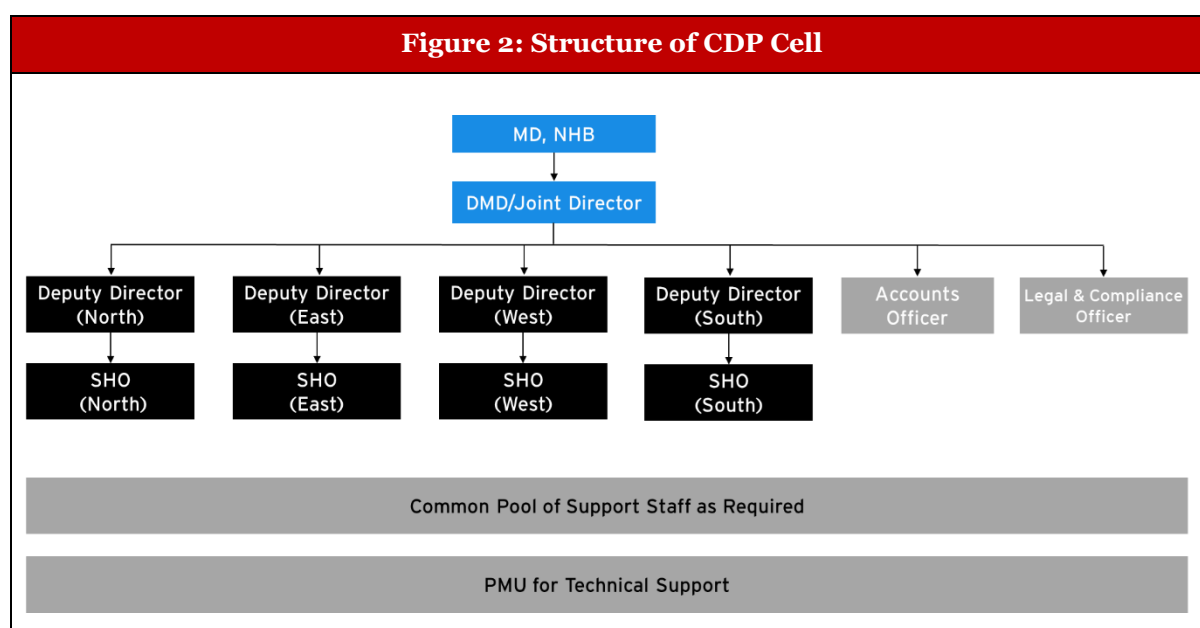 Figure 2: Structure of CDP Cell
MD, NHB
DMD/Joint Director
Deputy Director
(North)
Deputy Director
(East)
Deputy Director
(West)
Deputy Director
(South)
Accounts
Officer
Legal & Compliance
Officer
SHO
(North)
SHO
(East)
SHO
(West)
SHO
(South)
Common Pool of Support Staff as Required
PMU for Technical Support